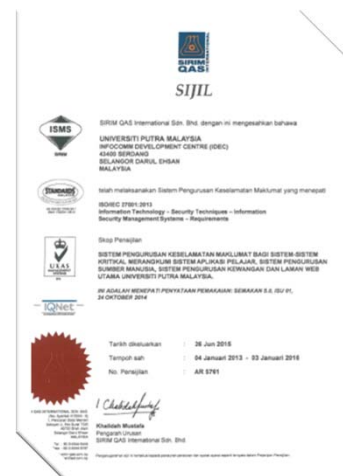 SIRIM
QAS
INTERNATIONAL
SIJIL
SIRIM QAS International Sdn. Bhd. dengan ini mengesahkan bahawa
ISMS
SIRIM
UNIVERSITI PUTRA MALAYSIA
INFOCOMM DEVELOPMENT CENTRE (IDEC)
43400 SERDANG
SELANGOR DARUL EHSAN
MALAYSIA
STANDARDS
telah melaksanakan Sistem Pengurusan Keselamatan Maklumat yang menepati
ISO/IEC 27001:2013
Information Technology – Security Techniques – Information
Security Management Systems – Requirements
Skop Pensijilan
UKAS
SISTEM PENGURUSAN KESELAMATAN MAKLUMAT BAGI SISTEM-SISTEM
KRITIKAL MERANGKUMI SISTEM APLIKASI PELAJAR, SISTEM PENGURUSAN
SUMBER MANUSIA, SISTEM PENGURUSAN KEWANGAN DAN LAMAN WEB
UTAMA UNIVERSITI PUTRA MALAYSIA.
INI ADALAH MENEPATI PENYATAAN PEMAKAIAN: SEMAKAN 5.0, ISU 01,
24 OKTOBER 2014
IQNet
Tarikh dikeluarkan : 26 Jun 2015
Tempoh sah : 04 Januari 2013 - 03 Januari 2016
No. Pensijilan : AR 5761
Khalidah Mustafa
Pengarah Urusan
SIRIM QAS International Sdn. Bhd.